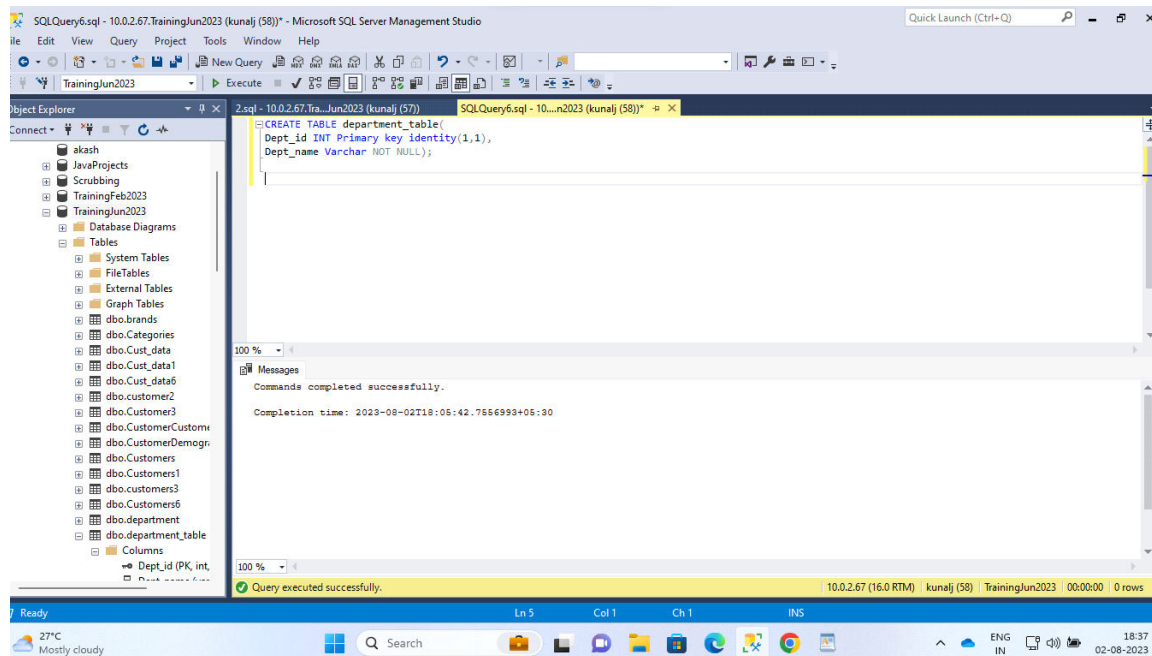 SQLQuery6.sql - 10.0.2.67.TrainingJun2023 (kunalj (58))* - Microsoft SQL Server Management Studio
Quick Launch (Ctrl+Q)
ile Edit View Query Project Tools Window Help
New Query
TrainingJun2023 Execute
Object Explorer
2.sql - 10.0.2.67.Tra...Jun2023 (kunalj (57))
SQLQuery6.sql - 10....n2023 (kunalj (58))*
Connect
akash
JavaProjects
Scrubbing
TrainingFeb2023
TrainingJun2023
Database Diagrams
Tables
System Tables
FileTables
External Tables
Graph Tables
dbo.brands
dbo.Categories
dbo.Cust_data
dbo.Cust_data1
dbo.Cust_data6
dbo.customer2
dbo.Customer3
dbo.CustomerCustome
dbo.CustomerDemogra
dbo.Customers
dbo.Customers1
dbo.customers3
dbo.Customers6
dbo.department
dbo.department_table
Columns
Dept_id (PK, int,
CREATE TABLE department_table(
Dept_id INT Primary key identity(1,1),
Dept_name Varchar NOT NULL);
100 %
Messages
Commands completed successfully.
Completion time: 2023-08-02T18:05:42.7556993+05:30
100 %
Query executed successfully.
10.0.2.67 (16.0 RTM) kunalj (58) TrainingJun2023 00:00:00 0 rows
Ready
Ln 5 Col 1 Ch 1 INS
27°C
Mostly cloudy
Search
ENG
IN
18:37
02-08-2023